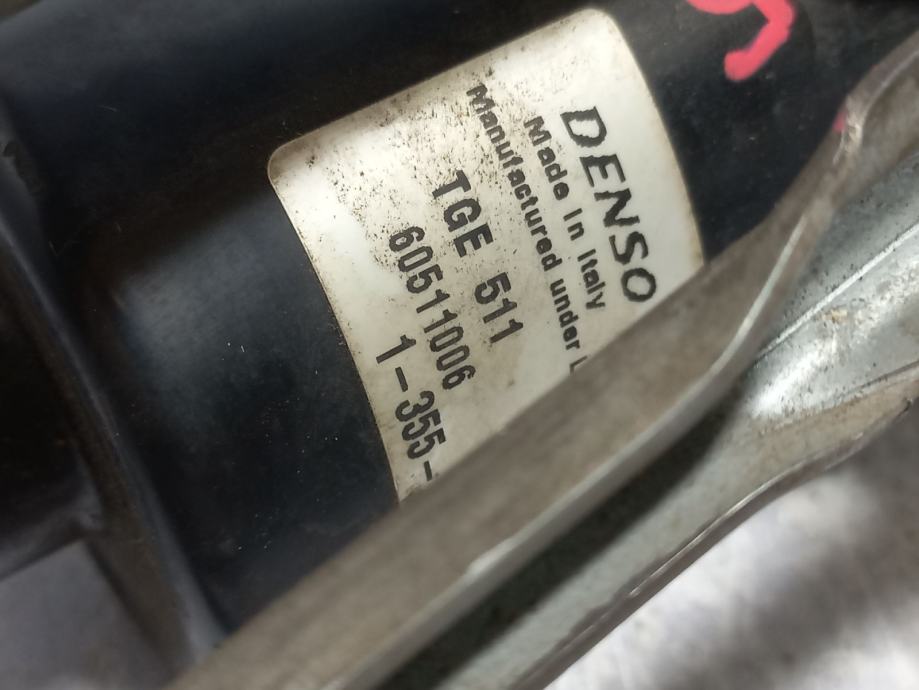 DENSO
Made in Italy
Manufactured under
TGE 511
60511006
1-355-